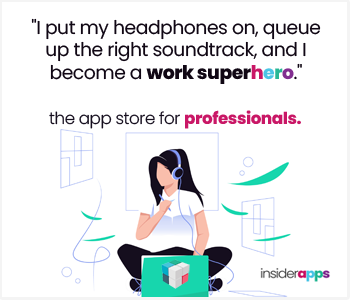 "I put my headphones on, queue
up the right soundtrack, and I
become a work superhero."
the app store for professionals.
insiderapps